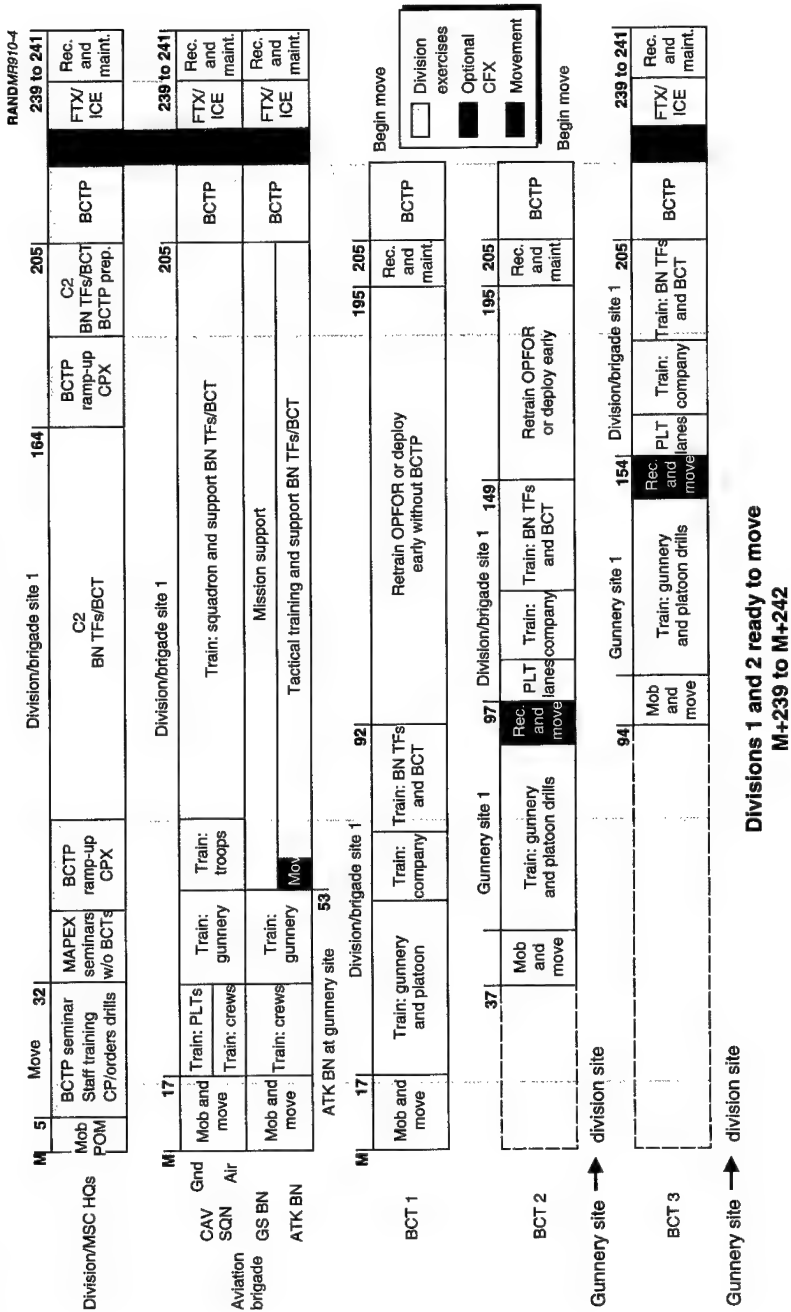 RANDMR910-4
M
5
Move
32
Division/brigade site 1
164
205
239 to 241
Division/MSC HQs
Mob
POM
BCTP seminar
Staff training
CP/orders drills
MAPEX
seminars
w/o BCTs
BCTP
ramp-up
CPX
C2
BN TFs/BCT
BCTP
ramp-up
CPX
C2
BN TFs/BCT
BCTP prep.
BCTP
FTX/
ICE
Rec.
and
maint.
M
17
Division/brigade site 1
205
239 to 241
Aviation
brigade
CAV
SQN
Gnd
Air
GS BN
ATK BN
Mob and
move
Train: PLTs
Train: crews
Train:
gunnery
Train:
troops
Train: squadron and support BN TFs/BCT
BCTP
FTX/
ICE
Rec.
and
maint.
Mob and
move
Train: crews
Train:
gunnery
Mission support
Mov
Tactical training and support BN TFs/BCT
BCTP
FTX/
ICE
Rec.
and
maint.
ATK BN at gunnery site
53
M
17
Division/brigade site 1
92
195
205
Begin move
BCT 1
Mob and
move
Train: gunnery
and platoon
Train:
company
Train: BN TFs
and BCT
Retrain OPFOR or deploy
early without BCTP
Rec.
and
maint.
BCTP
Division
exercises
Optional
CFX
Movement
37
Gunnery site 1
97
Division/brigade site 1
149
195
205
Begin move
BCT 2
Mob
and
move
Train: gunnery
and platoon drills
Rec.
and
move
PLT
lanes
Train:
company
Train: BN TFs
and BCT
Retrain OPFOR
or deploy early
Rec.
and
maint.
BCTP
Gunnery site → division site
94
Gunnery site 1
154
Division/brigade site 1
205
239 to 241
BCT 3
Mob
and
move
Train: gunnery
and platoon drills
Rec.
and
move
PLT
lanes
Train:
company
Train: BN TFs
and BCT
BCTP
FTX/
ICE
Rec.
and
maint.
Gunnery site → division site
Divisions 1 and 2 ready to move
M+239 to M+242